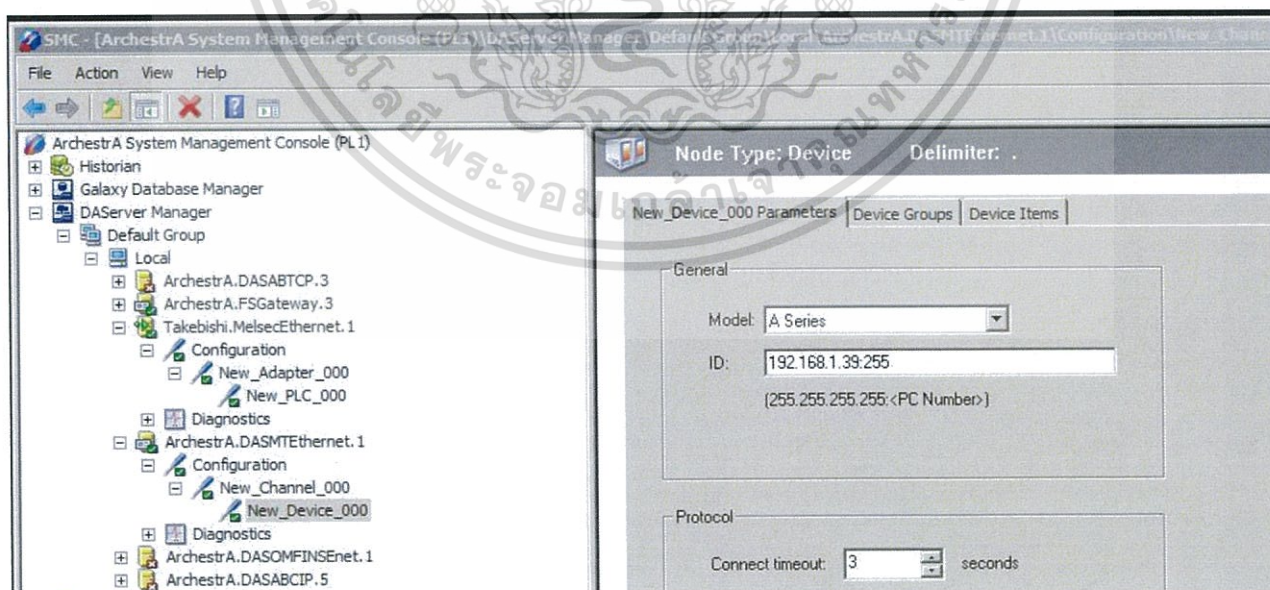 SMC - [ArchestrA System Management Console (PL1)\DAServer Manager\Default Group\Local\ArchestrA.DASMTEthernet.1\Configuration\New_Chann
File Action View Help
ArchestrA System Management Console (PL1)
Historian
Galaxy Database Manager
DAServer Manager
Default Group
Local
ArchestrA.DASABTCP.3
ArchestrA.FSGateway.3
Takebishi.MelsecEthernet.1
Configuration
New_Adapter_000
New_PLC_000
Diagnostics
ArchestrA.DASMTEthernet.1
Configuration
New_Channel_000
New_Device_000
Diagnostics
ArchestrA.DASOMFINSEnet.1
ArchestrA.DASABCIP.5
Node Type: Device Delimiter: .
New_Device_000 Parameters Device Groups Device Items
General
Model: A Series
ID: 192.168.1.39:255
(255.255.255.255:<PC Number>)
Protocol
Connect timeout: 3 seconds